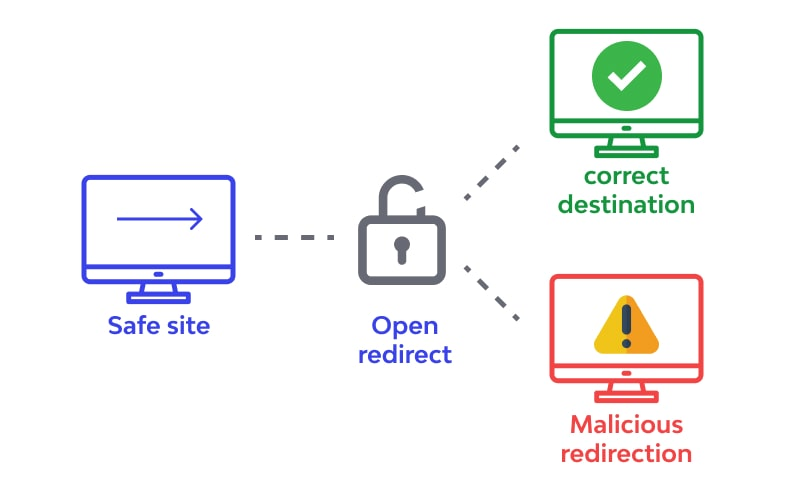 Safe site
Open
redirect
correct
destination
Malicious
redirection